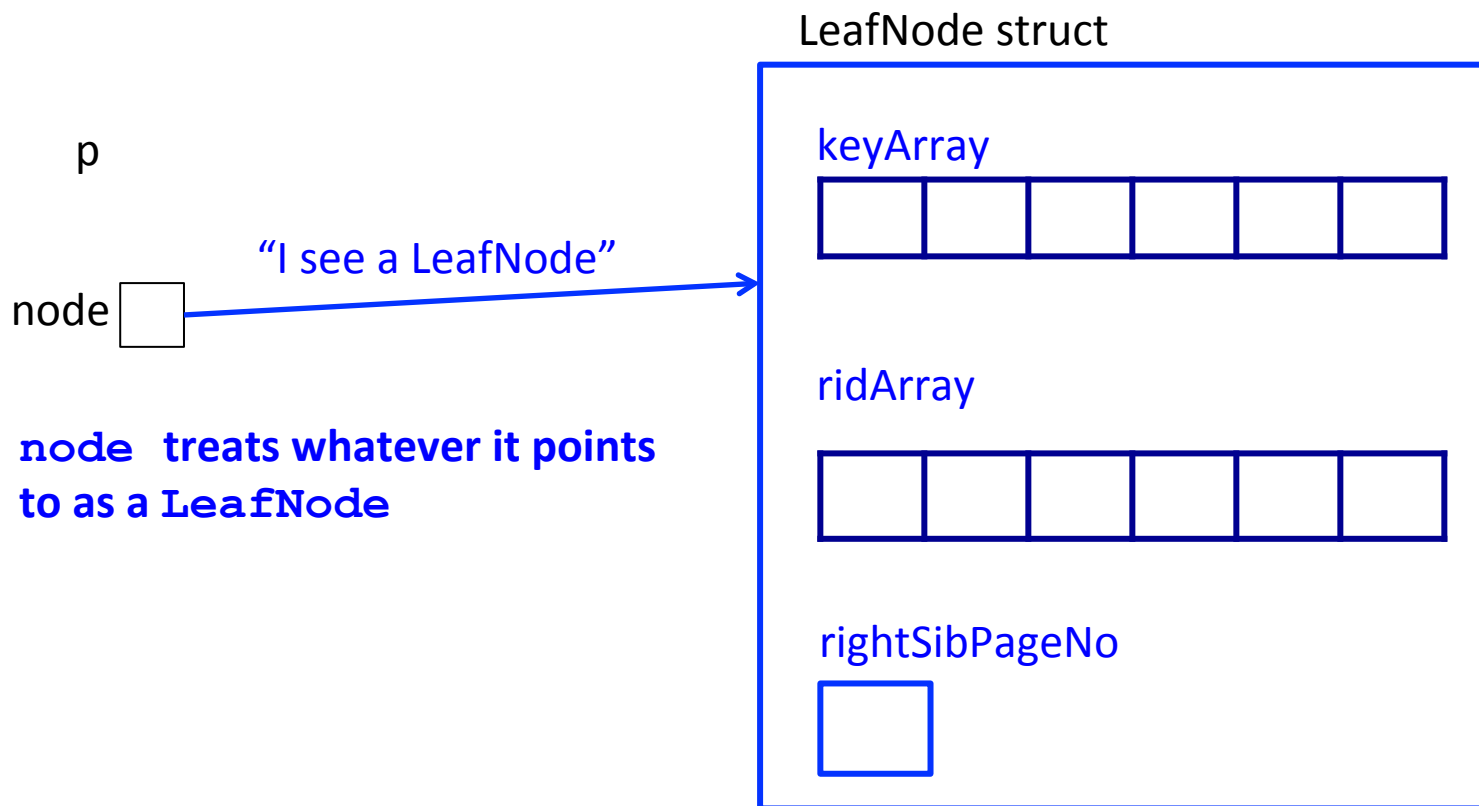 LeafNode struct
p
keyArray
“I see a LeafNode”
node
ridArray
node treats whatever it points
to as a LeafNode
rightSibPageNo